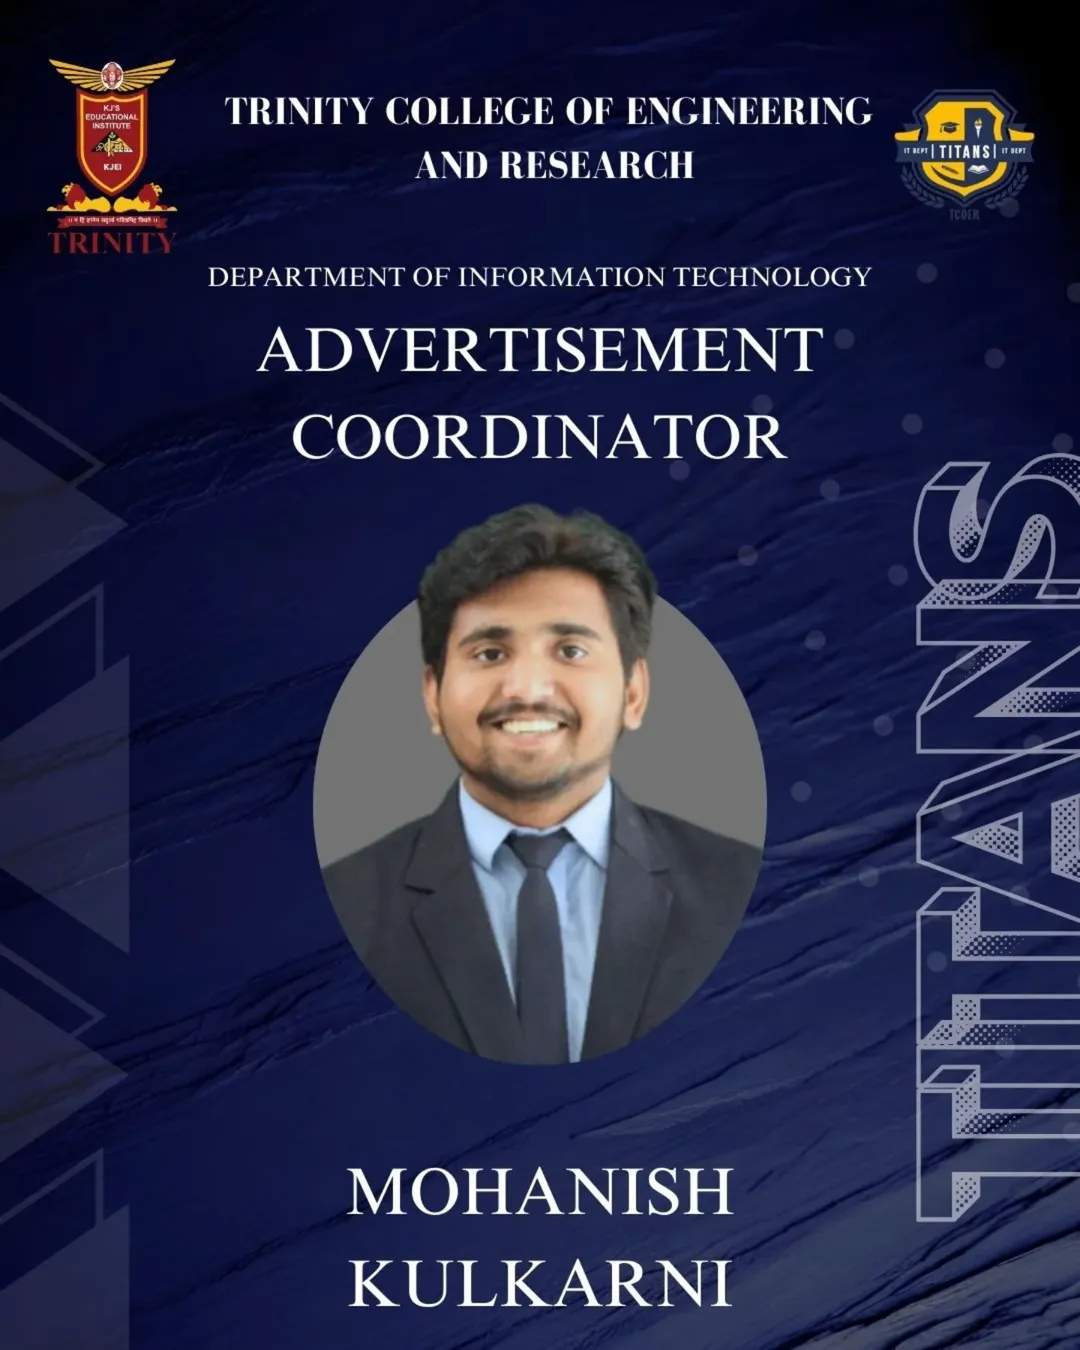 KJ'S
EDUCATIONAL
INSTITUTE
KJEI
TRINITY
TRINITY COLLEGE OF ENGINEERING
AND RESEARCH
IT DEPT | TITANS | IT DEPT
TCOER
DEPARTMENT OF INFORMATION TECHNOLOGY
ADVERTISEMENT
COORDINATOR
TITANS
MOHANISH
KULKARNI